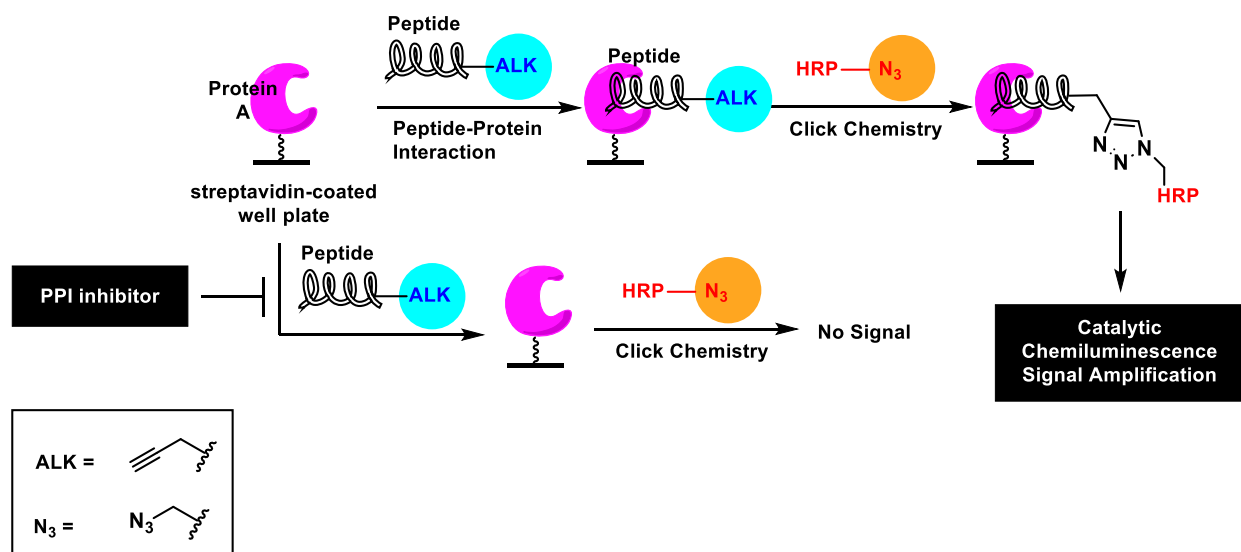 Peptide
ALK
Protein
A
Peptide-Protein
Interaction
Peptide
ALK
HRP
N3
Click Chemistry
N
N
N
HRP
streptavidin-coated
well plate
PPI inhibitor
Peptide
ALK
HRP
N3
Click Chemistry
No Signal
Catalytic
Chemiluminescence
Signal Amplification
ALK =
N3 = N3